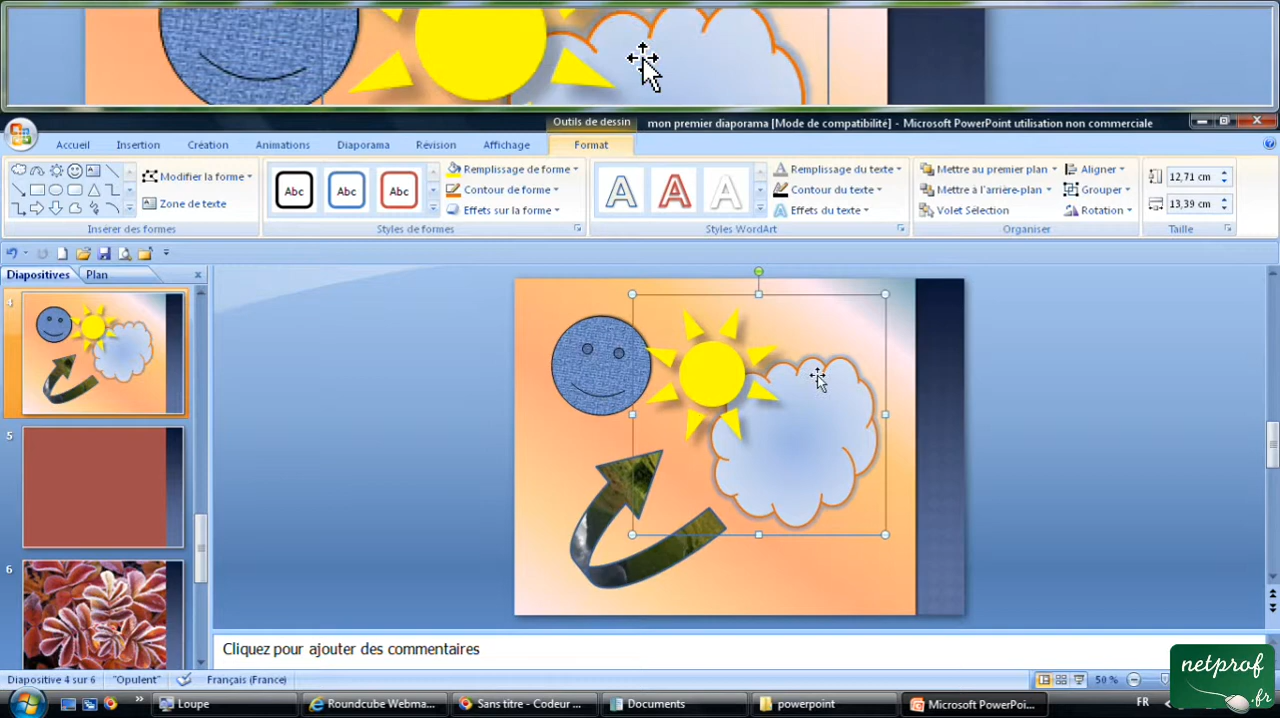 Outils de dessin
mon premier diaporama [Mode de compatibilité] - Microsoft PowerPoint utilisation non commerciale
Accueil Insertion Création Animations Diaporama Révision Affichage Format
Modifier la forme
Zone de texte
Insérer des formes
Abc Abc Abc
Remplissage de forme
Contour de forme
Effets sur la forme
Styles de formes
A A A
Remplissage du texte
Contour du texte
Effets du texte
Styles WordArt
Mettre au premier plan
Mettre à l'arrière-plan
Volet Sélection
Aligner
Grouper
Rotation
Organiser
12,71 cm
13,39 cm
Taille
Diapositives Plan x
4
5
6
Cliquez pour ajouter des commentaires
Diapositive 4 sur 6 "Opulent" Français (France) 50 %
Loupe Roundcube Webma... Sans titre - Codeur ... Documents powerpoint Microsoft PowerPoi... FR
netprof
.fr